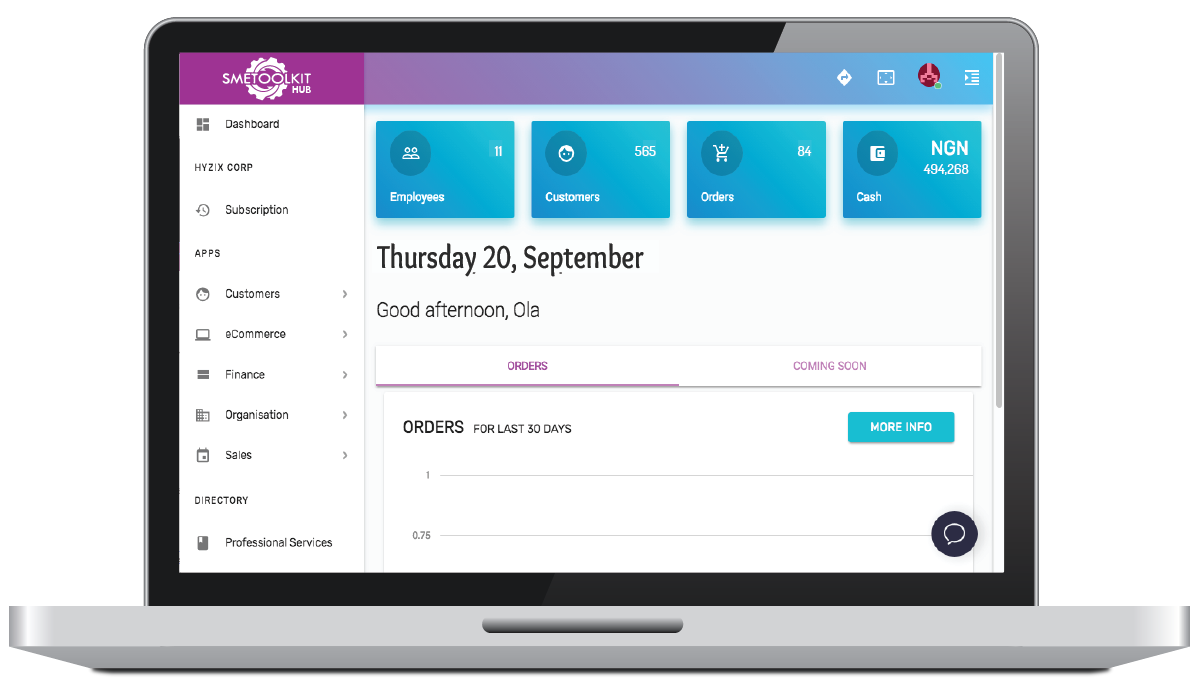 SMETOOLKIT
HUB
Dashboard
HYZIX CORP
Subscription
APPS
Customers
eCommerce
Finance
Organisation
Sales
DIRECTORY
Professional Services
11
Employees
565
Customers
84
Orders
NGN
494,268
Cash
Thursday 20, September
Good afternoon, Ola
ORDERS
COMING SOON
ORDERS FOR LAST 30 DAYS
MORE INFO
1
0.75